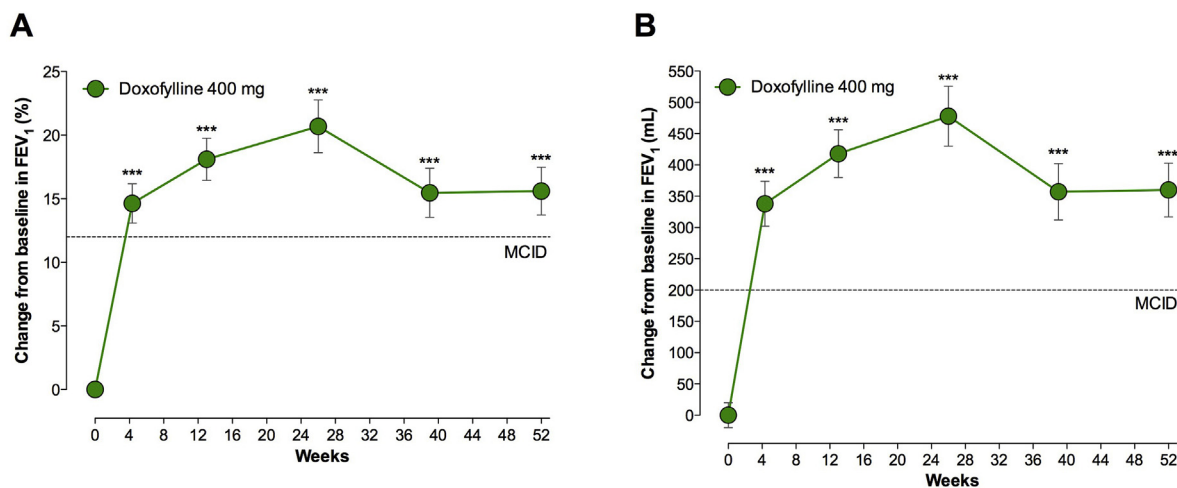 A
Change from baseline in FEV1 (%)
25
20
15
10
5
0
Doxofylline 400 mg
***
***
***
***
***
MCID
0 4 8 12 16 20 24 28 32 36 40 44 48 52
Weeks
B
Change from baseline in FEV1 (mL)
550
500
450
400
350
300
250
200
150
100
50
0
Doxofylline 400 mg
***
***
***
***
***
MCID
0 4 8 12 16 20 24 28 32 36 40 44 48 52
Weeks